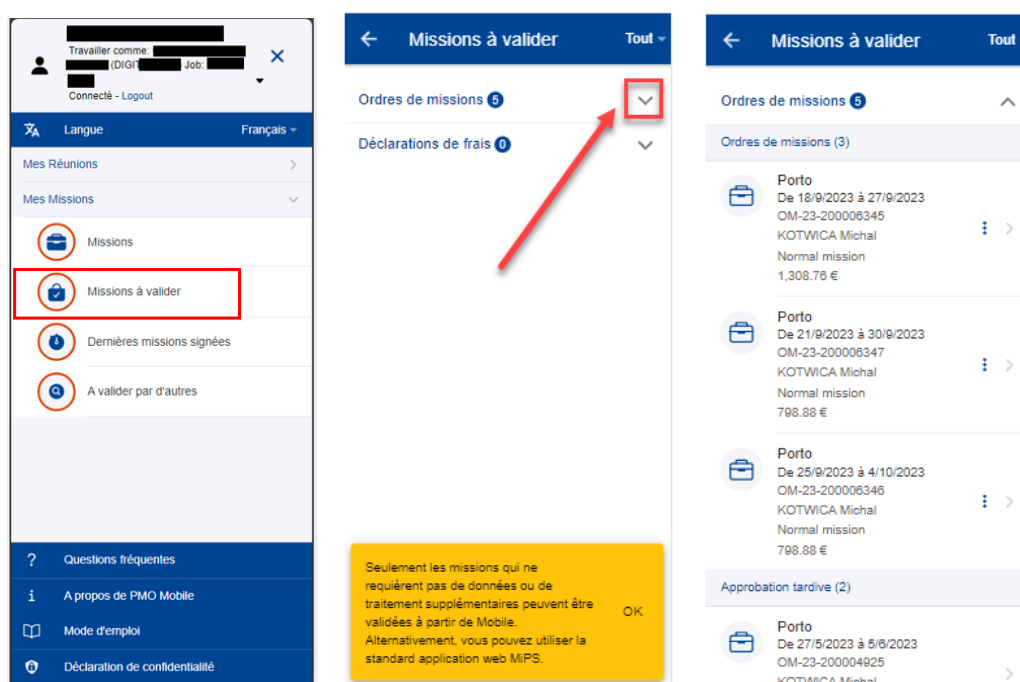 Travailler comme:
(DIGIT Job:
Connecté - Logout
Langue Français
Mes Réunions
Mes Missions
Missions
Missions à valider
Dernières missions signées
A valider par d'autres
Questions fréquentes
A propos de PMO Mobile
Mode d'emploi
Déclaration de confidentialité
Missions à valider Tout
Ordres de missions 5
Déclarations de frais 0
Seulement les missions qui ne
requièrent pas de données ou de
traitement supplémentaires peuvent être
validées à partir de Mobile.
Alternativement, vous pouvez utiliser la
standard application web MiPS.
OK
Missions à valider Tout
Ordres de missions 5
Ordres de missions (3)
Porto
De 18/9/2023 à 27/9/2023
OM-23-200006345
KOTWICA Michal
Normal mission
1,308.76 €
Porto
De 21/9/2023 à 30/9/2023
OM-23-200006347
KOTWICA Michal
Normal mission
798.88 €
Porto
De 25/9/2023 à 4/10/2023
OM-23-200006346
KOTWICA Michal
Normal mission
798.88 €
Approbation tardive (2)
Porto
De 27/5/2023 à 5/6/2023
OM-23-200004925
KOTWICA Michal